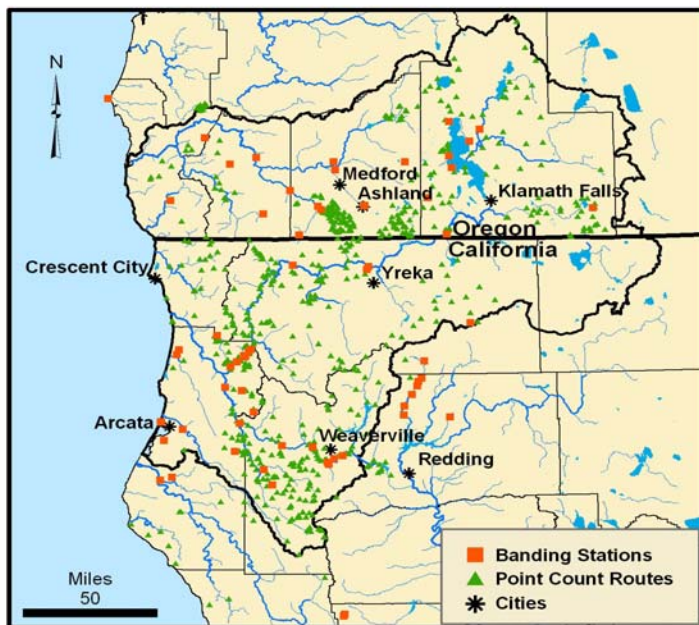 N
Medford
Ashland
Klamath Falls
Oregon
California
Crescent City
Yreka
Arcata
Weaverville
Redding
Miles
50
Banding Stations
Point Count Routes
Cities